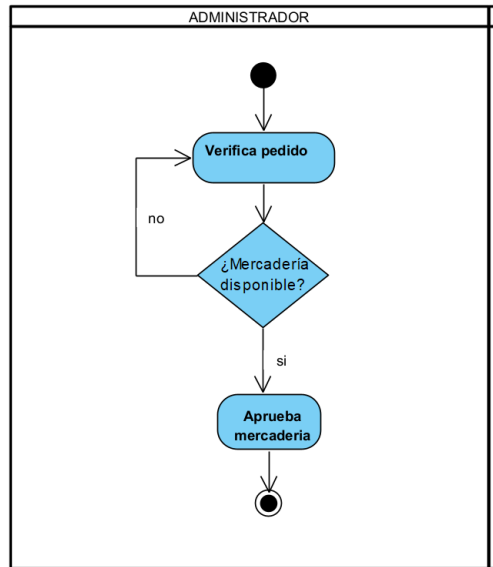 ADMINISTRADOR
Verifica pedido
no
¿Mercadería
disponible?
si
Aprueba
mercaderia